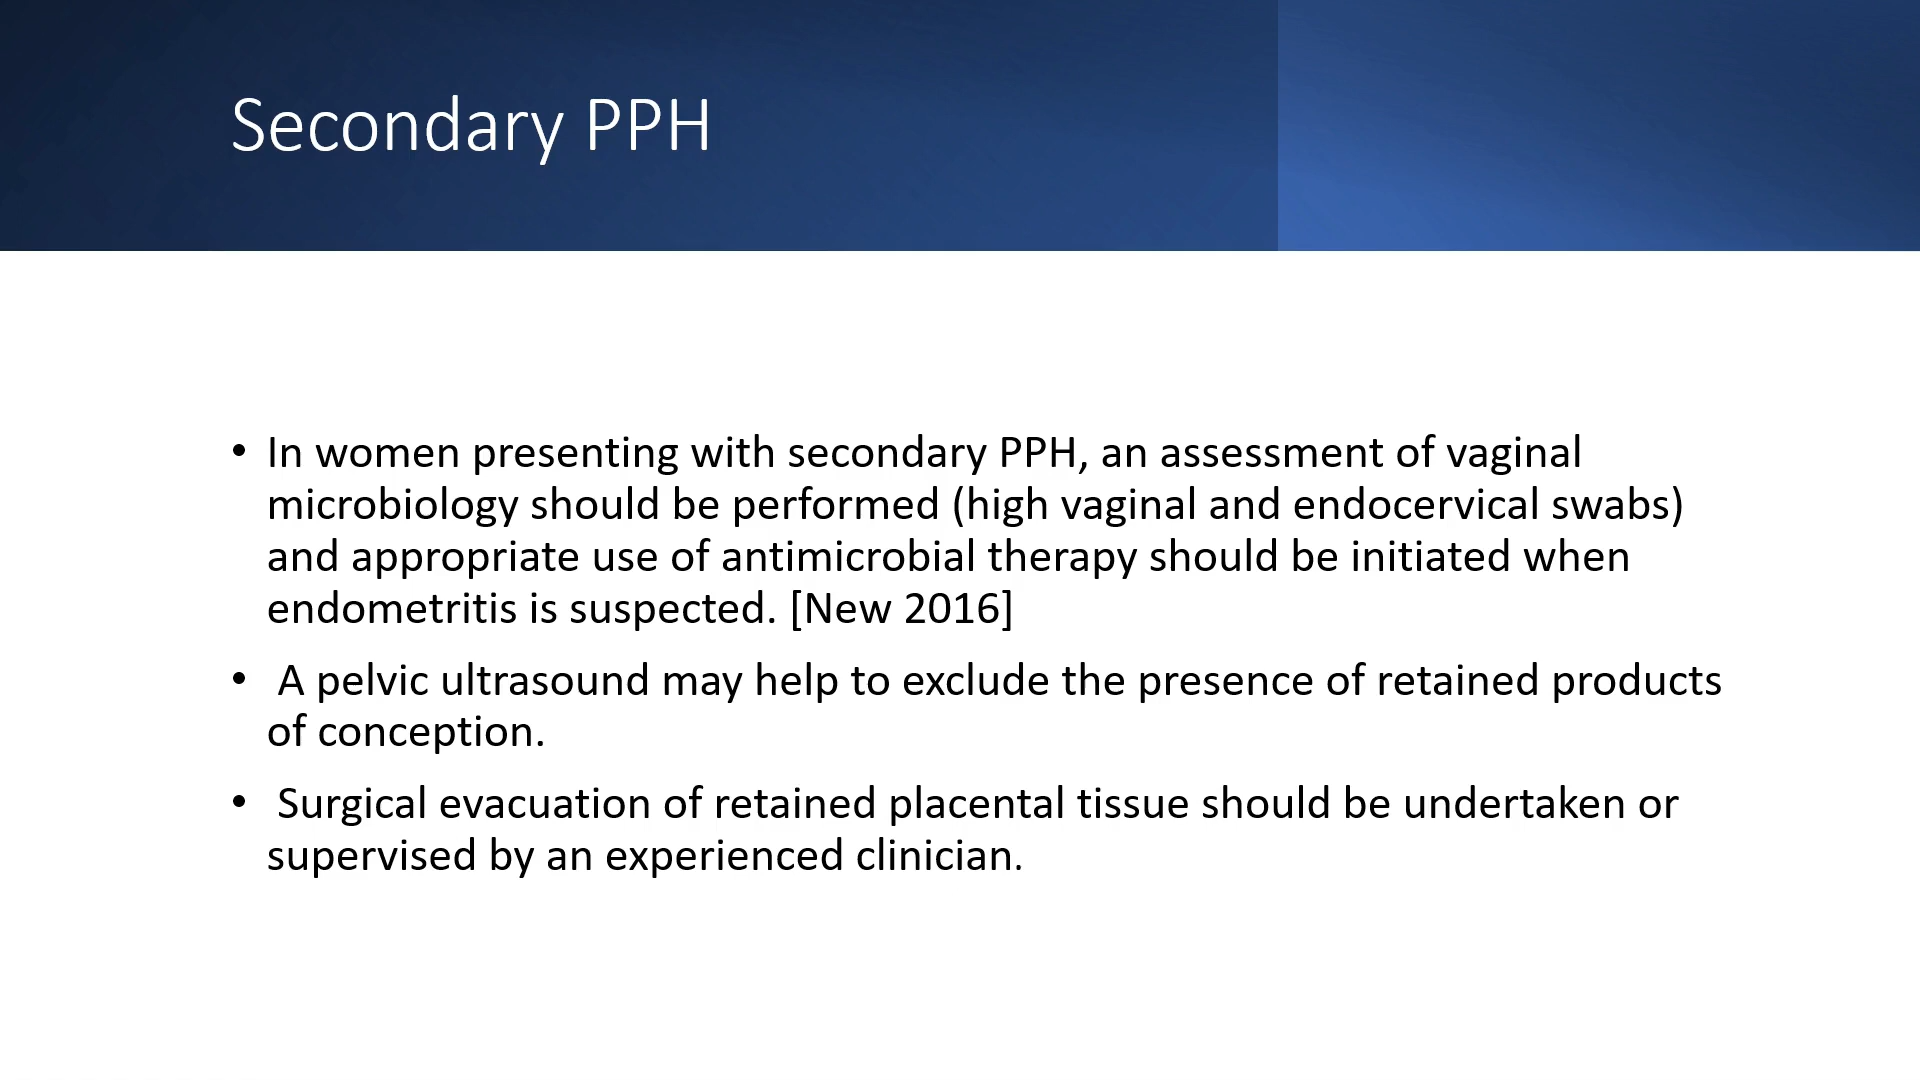 Secondary PPH
• In women presenting with secondary PPH, an assessment of vaginal
microbiology should be performed (high vaginal and endocervical swabs)
and appropriate use of antimicrobial therapy should be initiated when
endometritis is suspected. [New 2016]
• A pelvic ultrasound may help to exclude the presence of retained products
of conception.
• Surgical evacuation of retained placental tissue should be undertaken or
supervised by an experienced clinician.